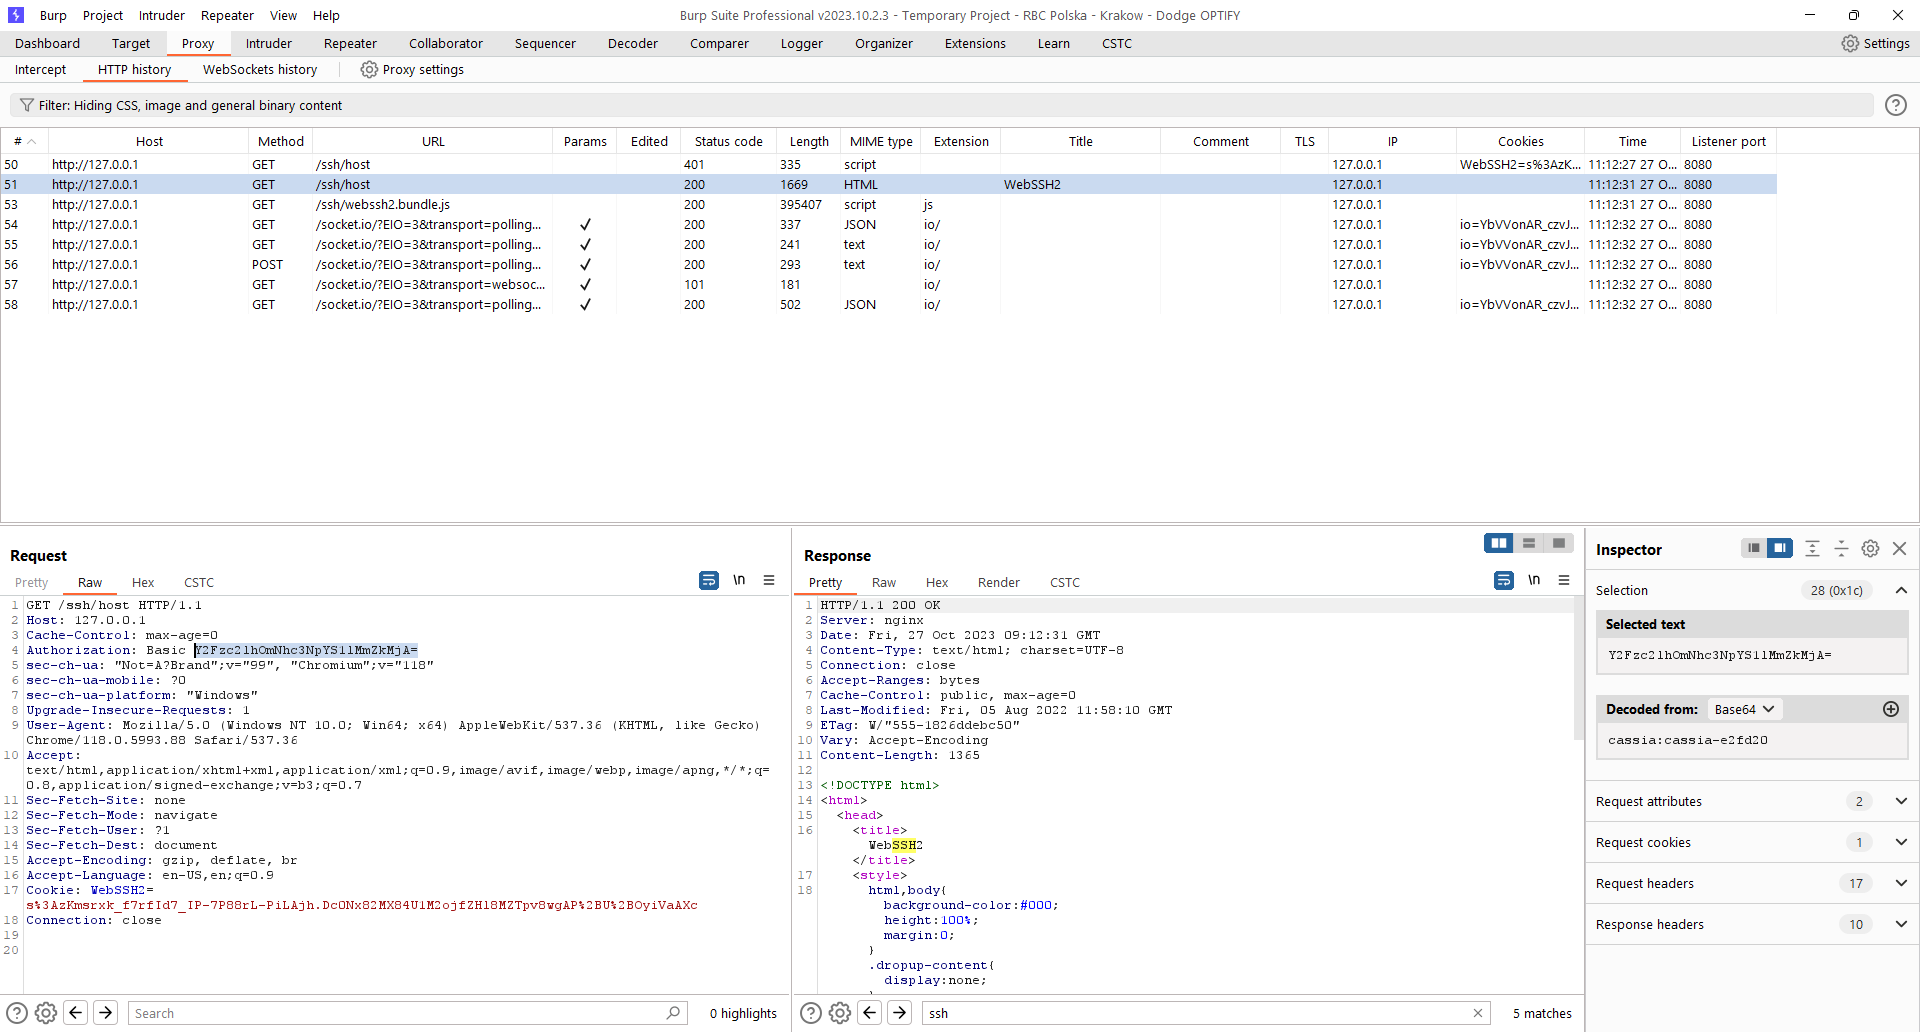 Burp Project Intruder Repeater View Help Burp Suite Professional v2023.10.2.3 - Temporary Project - RBC Polska - Krakow - Dodge OPTIFY
Dashboard Target Proxy Intruder Repeater Collaborator Sequencer Decoder Comparer Logger Organizer Extensions Learn CSTC Settings
Intercept HTTP history WebSockets history Proxy settings
Filter: Hiding CSS, image and general binary content ?
# Host Method URL Params Edited Status code Length MIME type Extension Title Comment TLS IP Cookies Time Listener port
50 http://127.0.0.1 GET /ssh/host 401 335 script 127.0.0.1 WebSSH2=s%3AzK... 11:12:27 27 O... 8080
51 http://127.0.0.1 GET /ssh/host 200 1669 HTML WebSSH2 127.0.0.1 11:12:31 27 O... 8080
53 http://127.0.0.1 GET /ssh/webssh2.bundle.js 200 395407 script js 127.0.0.1 11:12:31 27 O... 8080
54 http://127.0.0.1 GET /socket.io/?EIO=3&transport=polling... ✓ 200 337 JSON io/ 127.0.0.1 io=YbVVonAR_czvJ... 11:12:32 27 O... 8080
55 http://127.0.0.1 GET /socket.io/?EIO=3&transport=polling... ✓ 200 241 text io/ 127.0.0.1 io=YbVVonAR_czvJ... 11:12:32 27 O... 8080
56 http://127.0.0.1 POST /socket.io/?EIO=3&transport=polling... ✓ 200 293 text io/ 127.0.0.1 io=YbVVonAR_czvJ... 11:12:32 27 O... 8080
57 http://127.0.0.1 GET /socket.io/?EIO=3&transport=websoc... ✓ 101 181 io/ 127.0.0.1 11:12:32 27 O... 8080
58 http://127.0.0.1 GET /socket.io/?EIO=3&transport=polling... ✓ 200 502 JSON io/ 127.0.0.1 io=YbVVonAR_czvJ... 11:12:32 27 O... 8080
Request
Pretty Raw Hex CSTC \n
1 GET /ssh/host HTTP/1.1
2 Host: 127.0.0.1
3 Cache-Control: max-age=0
4 Authorization: Basic Y2Fzc2lhOmNhc3NpYS1lMmZkMjA=
5 sec-ch-ua: "Not=A?Brand";v="99", "Chromium";v="118"
6 sec-ch-ua-mobile: ?0
7 sec-ch-ua-platform: "Windows"
8 Upgrade-Insecure-Requests: 1
9 User-Agent: Mozilla/5.0 (Windows NT 10.0; Win64; x64) AppleWebKit/537.36 (KHTML, like Gecko)
Chrome/118.0.5993.88 Safari/537.36
10 Accept:
text/html,application/xhtml+xml,application/xml;q=0.9,image/avif,image/webp,image/apng,*/*;q=
0.8,application/signed-exchange;v=b3;q=0.7
11 Sec-Fetch-Site: none
12 Sec-Fetch-Mode: navigate
13 Sec-Fetch-User: ?1
14 Sec-Fetch-Dest: document
15 Accept-Encoding: gzip, deflate, br
16 Accept-Language: en-US,en;q=0.9
17 Cookie: WebSSH2=
s%3AzKmsrxk_f7rfId7_IP-7P88rL-PiLAjh.DcONx82MX84U1M2ojfZH18MZTpv8wgAP%2BU%2BOyiVaAXc
18 Connection: close
19
20
Search 0 highlights
Response
Pretty Raw Hex Render CSTC \n
1 HTTP/1.1 200 OK
2 Server: nginx
3 Date: Fri, 27 Oct 2023 09:12:31 GMT
4 Content-Type: text/html; charset=UTF-8
5 Connection: close
6 Accept-Ranges: bytes
7 Cache-Control: public, max-age=0
8 Last-Modified: Fri, 05 Aug 2022 11:58:10 GMT
9 ETag: W/"555-1826ddebc50"
10 Vary: Accept-Encoding
11 Content-Length: 1365
12
13 <!DOCTYPE html>
14 <html>
15 <head>
16 <title>
WebSSH2
</title>
17 <style>
18 html,body{
background-color:#000;
height:100%;
margin:0;
}
.dropup-content{
display:none;
ssh 5 matches
Inspector
Selection 28 (0x1c)
Selected text
Y2Fzc2lhOmNhc3NpYS1lMmZkMjA=
Decoded from: Base64
cassia:cassia-e2fd20
Request attributes 2
Request cookies 1
Request headers 17
Response headers 10